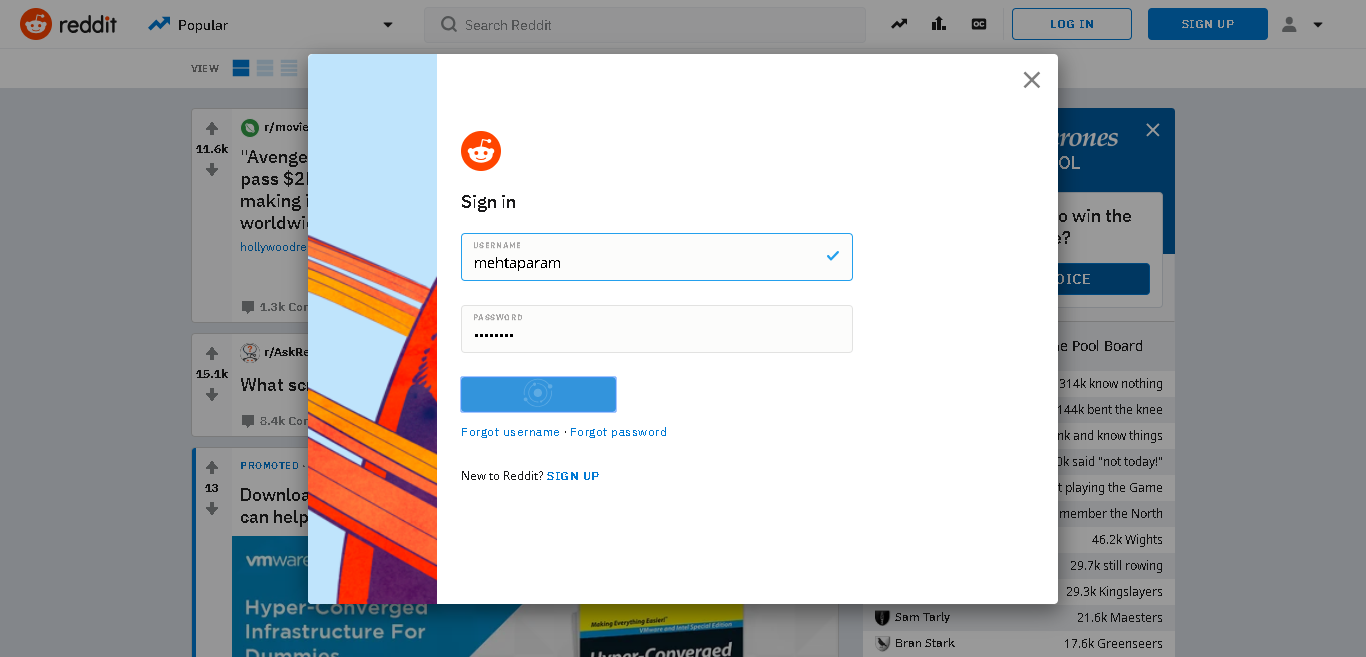 reddit
Popular
Search Reddit
LOG IN
SIGN UP
VIEW
11.6k
r/movie
"Avenge
pass $2
making
worldwi
hollywoodre
1.3k Co
15.1k
r/AskRe
What sc
8.4k Co
PROMOTED
13
Downloa
can help
vmware
Hyper-Converged
Infrastructure For
Dummies
Making Everything Easier!
VMware and Intel Special Edition
Hyper-Converged
Sign in
USERNAME
mehtaparam
PASSWORD
Forgot username · Forgot password
New to Reddit? SIGN UP
rones
OL
o win the
e?
OICE
e Pool Board
314k know nothing
144k bent the knee
nk and know things
0k said "not today!"
t playing the Game
member the North
46.2k Wights
29.7k still rowing
29.3k Kingslayers
Sam Tarly 21.6k Maesters
Bran Stark 17.6k Greenseers